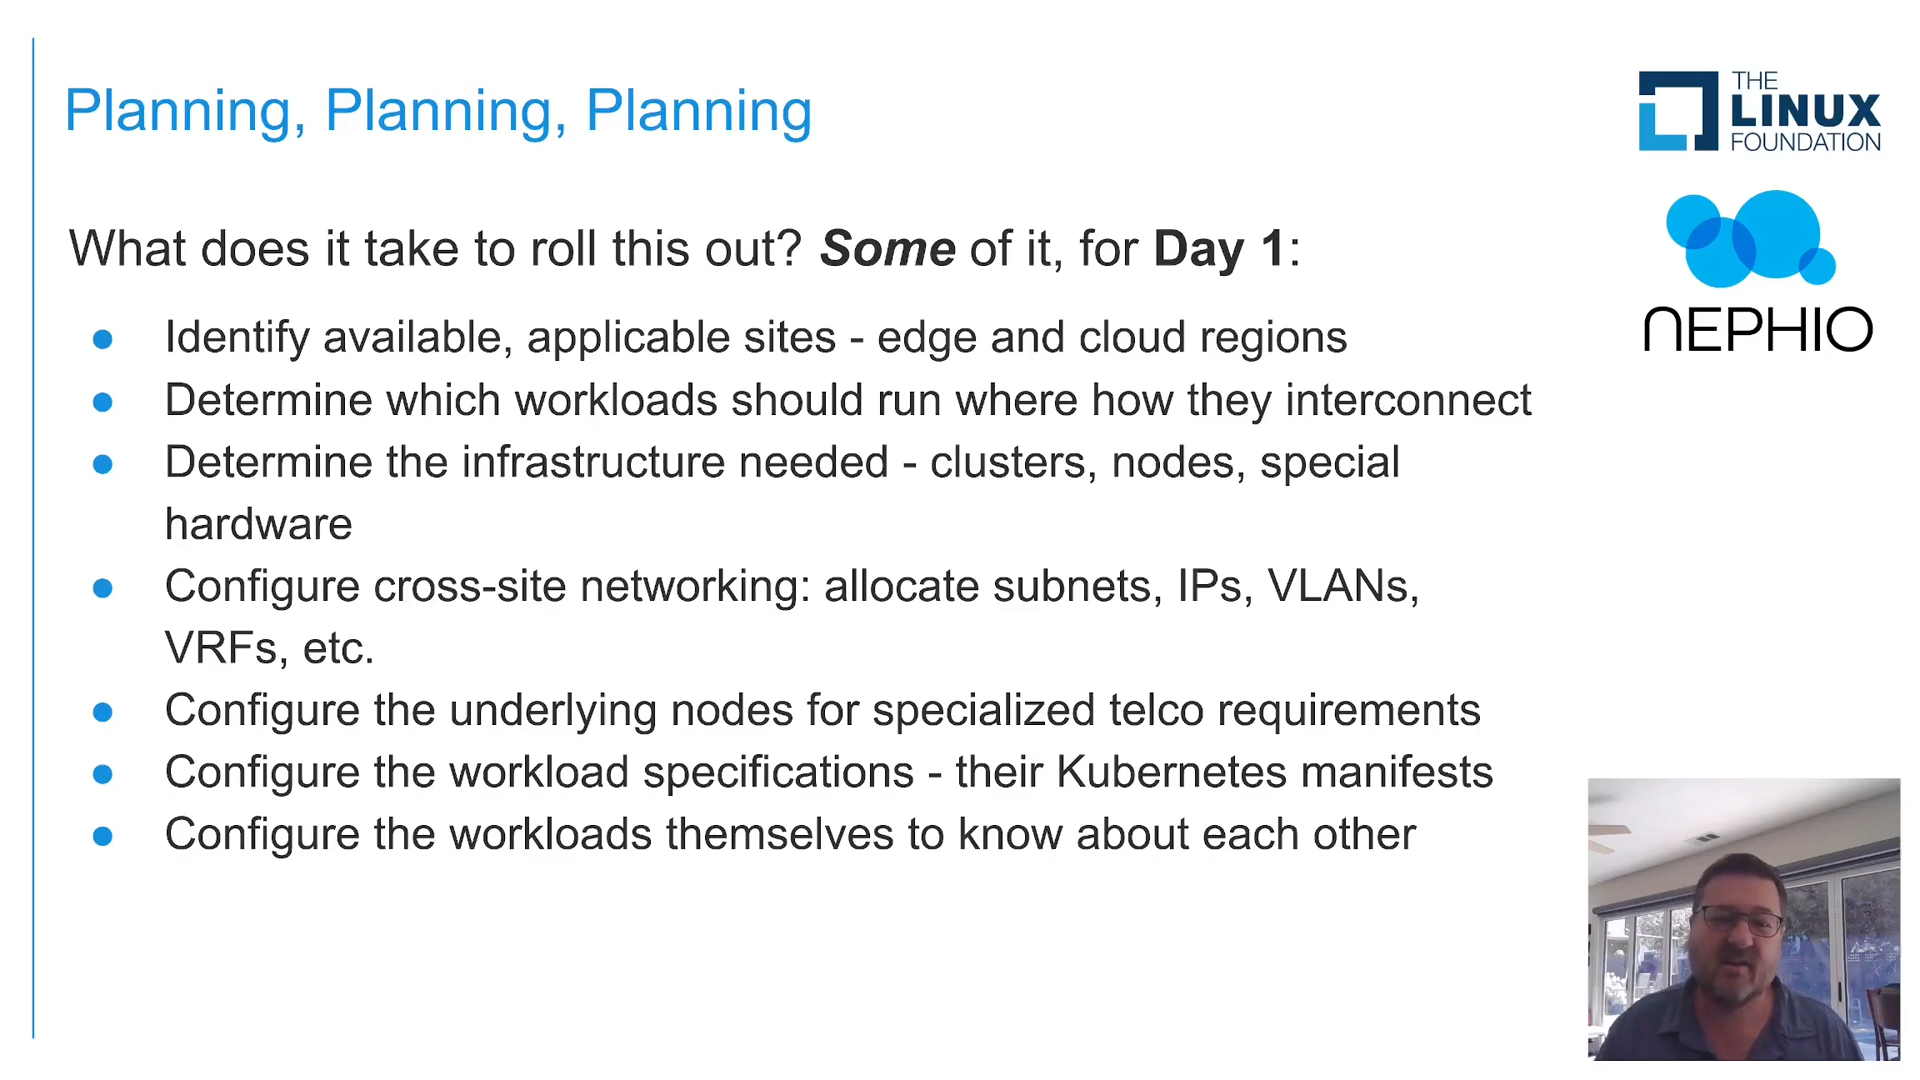 Planning, Planning, Planning
THE
LINUX
FOUNDATION
NEPHIO
What does it take to roll this out? Some of it, for Day 1:
● Identify available, applicable sites - edge and cloud regions
● Determine which workloads should run where how they interconnect
● Determine the infrastructure needed - clusters, nodes, special
hardware
● Configure cross-site networking: allocate subnets, IPs, VLANs,
VRFs, etc.
● Configure the underlying nodes for specialized telco requirements
● Configure the workload specifications - their Kubernetes manifests
● Configure the workloads themselves to know about each other